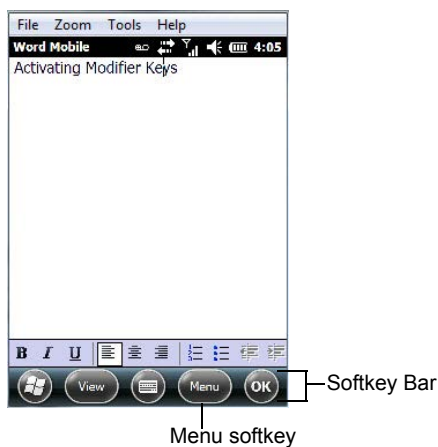 File Zoom Tools Help
Word Mobile 4:05
Activating Modifier Keys
B I U
View Menu OK
Softkey Bar
Menu softkey